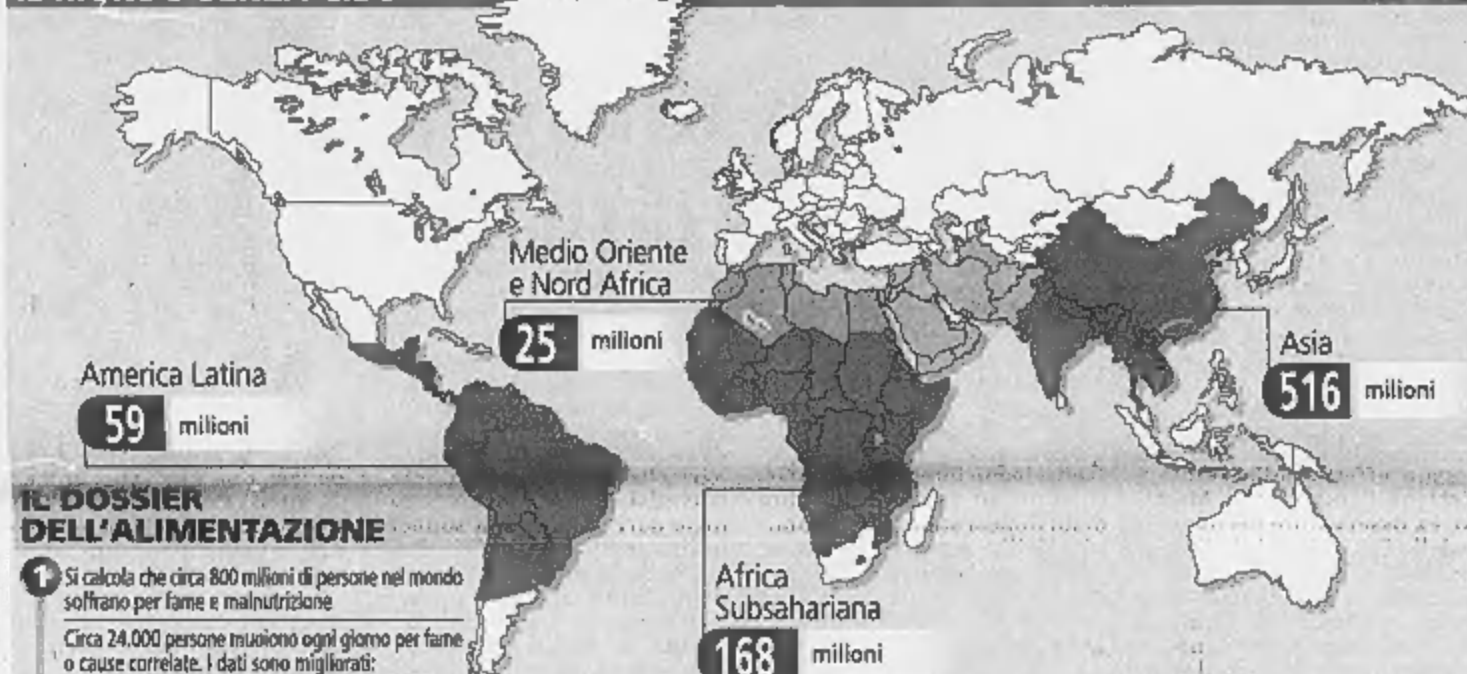 Medio Oriente
e Nord Africa
25 milioni
America Latina
59 milioni
Asia
516 milioni
Africa
Subsahariana
168 milioni
IL DOSSIER
DELL'ALIMENTAZIONE
1 Si calcola che circa 800 milioni di persone nel mondo
soffrano per fame e malnutrizione
Circa 24.000 persone muoiono ogni giorno per fame
o cause correlate. I dati sono migliorati: